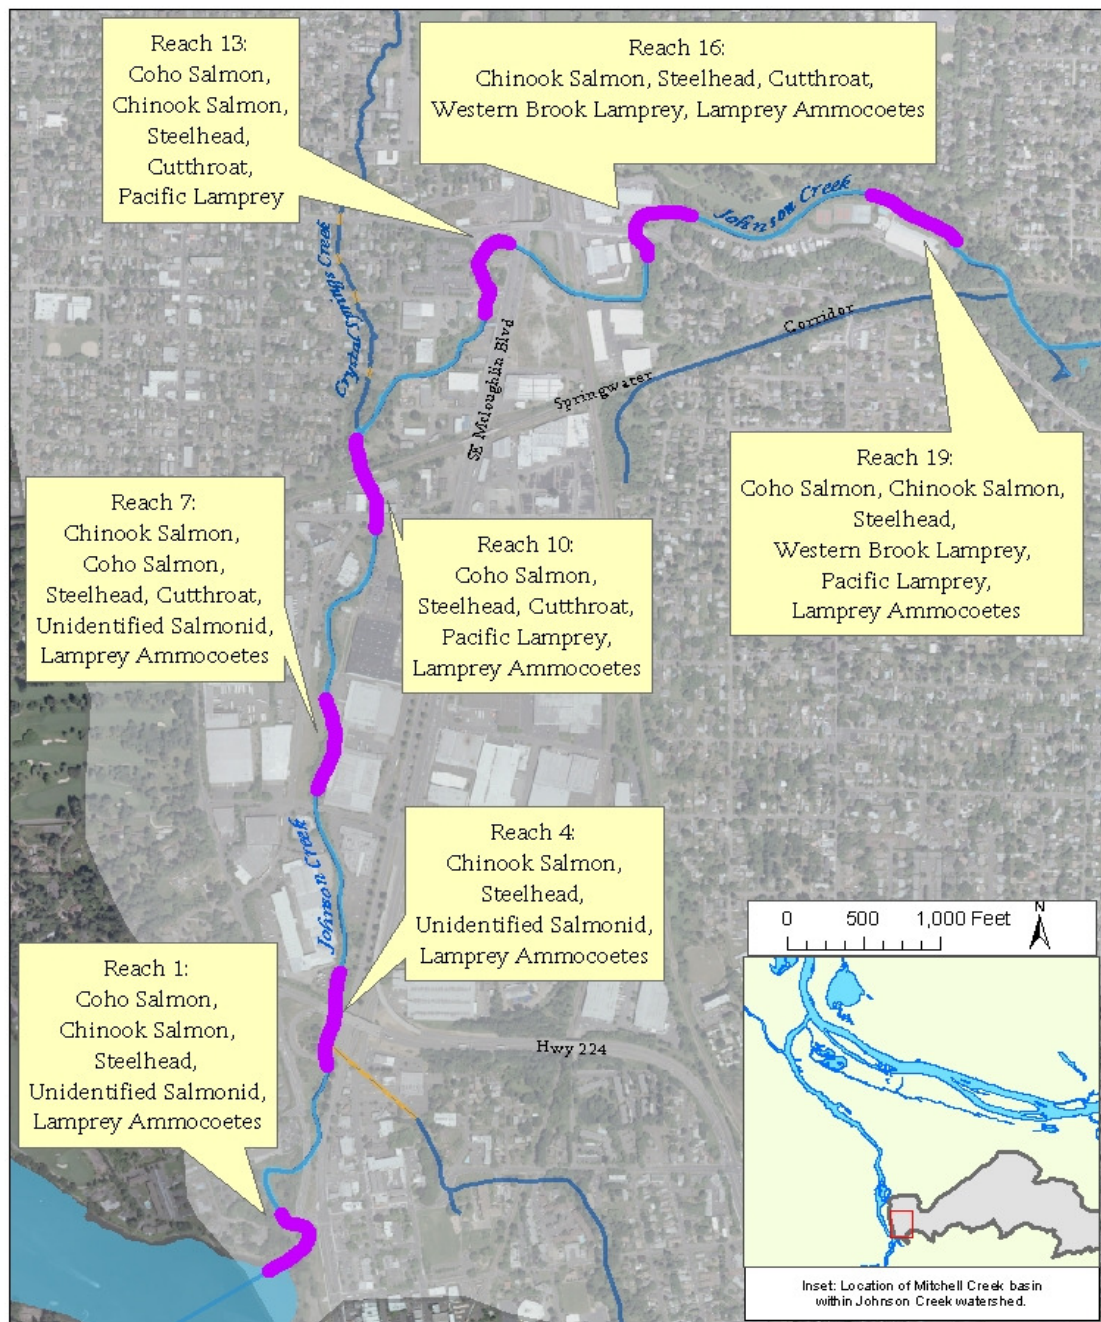 Reach 13:
Coho Salmon,
Chinook Salmon,
Steelhead,
Cutthroat,
Pacific Lamprey
Reach 16:
Chinook Salmon, Steelhead, Cutthroat,
Western Brook Lamprey, Lamprey Ammocoetes
Johnson Creek
Crystal Springs Creek
SE Mcloughlin Blvd
Springwater Corridor
Reach 19:
Coho Salmon, Chinook Salmon,
Steelhead,
Western Brook Lamprey,
Pacific Lamprey,
Lamprey Ammocoetes
Reach 7:
Chinook Salmon,
Coho Salmon,
Steelhead, Cutthroat,
Unidentified Salmonid,
Lamprey Ammocoetes
Reach 10:
Coho Salmon,
Steelhead, Cutthroat,
Pacific Lamprey,
Lamprey Ammocoetes
Johnson Creek
Reach 4:
Chinook Salmon,
Steelhead,
Unidentified Salmonid,
Lamprey Ammocoetes
Reach 1:
Coho Salmon,
Chinook Salmon,
Steelhead,
Unidentified Salmonid,
Lamprey Ammocoetes
Hwy 224
0 500 1,000 Feet
N
Inset: Location of Mitchell Creek basin
within Johnson Creek watershed.